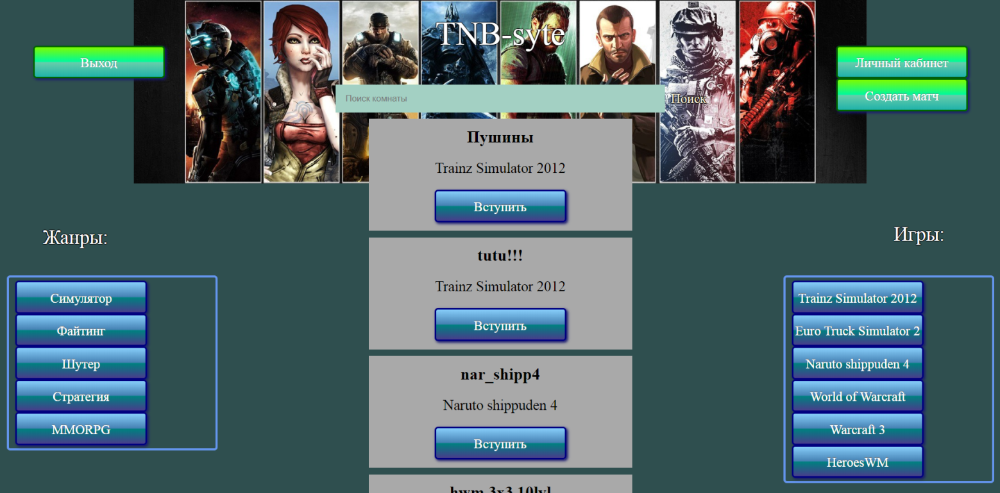 TNB-syte
Выход
Личный кабинет
Создать матч
Поиск комнаты
Поиск
Пушины
Trainz Simulator 2012
Вступить
tutu!!!
Trainz Simulator 2012
Вступить
nar_shipp4
Naruto shippuden 4
Вступить
hwm 3x3 10lvl
Жанры:
Симулятор
Файтинг
Шутер
Стратегия
MMORPG
Игры:
Trainz Simulator 2012
Euro Truck Simulator 2
Naruto shippuden 4
World of Warcraft
Warcraft 3
HeroesWM